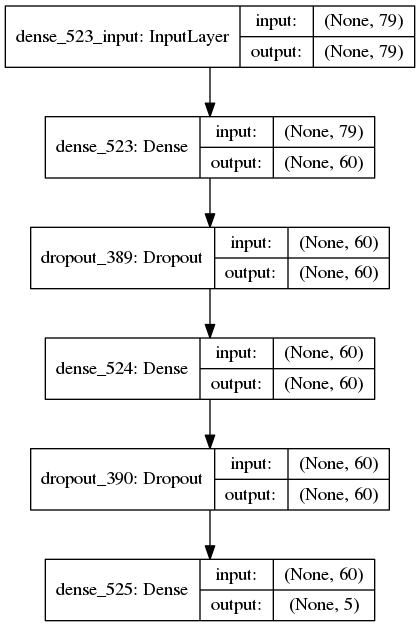 dense_523_input: InputLayer
input: (None, 79)
output: (None, 79)
dense_523: Dense
input: (None, 79)
output: (None, 60)
dropout_389: Dropout
input: (None, 60)
output: (None, 60)
dense_524: Dense
input: (None, 60)
output: (None, 60)
dropout_390: Dropout
input: (None, 60)
output: (None, 60)
dense_525: Dense
input: (None, 60)
output: (None, 5)